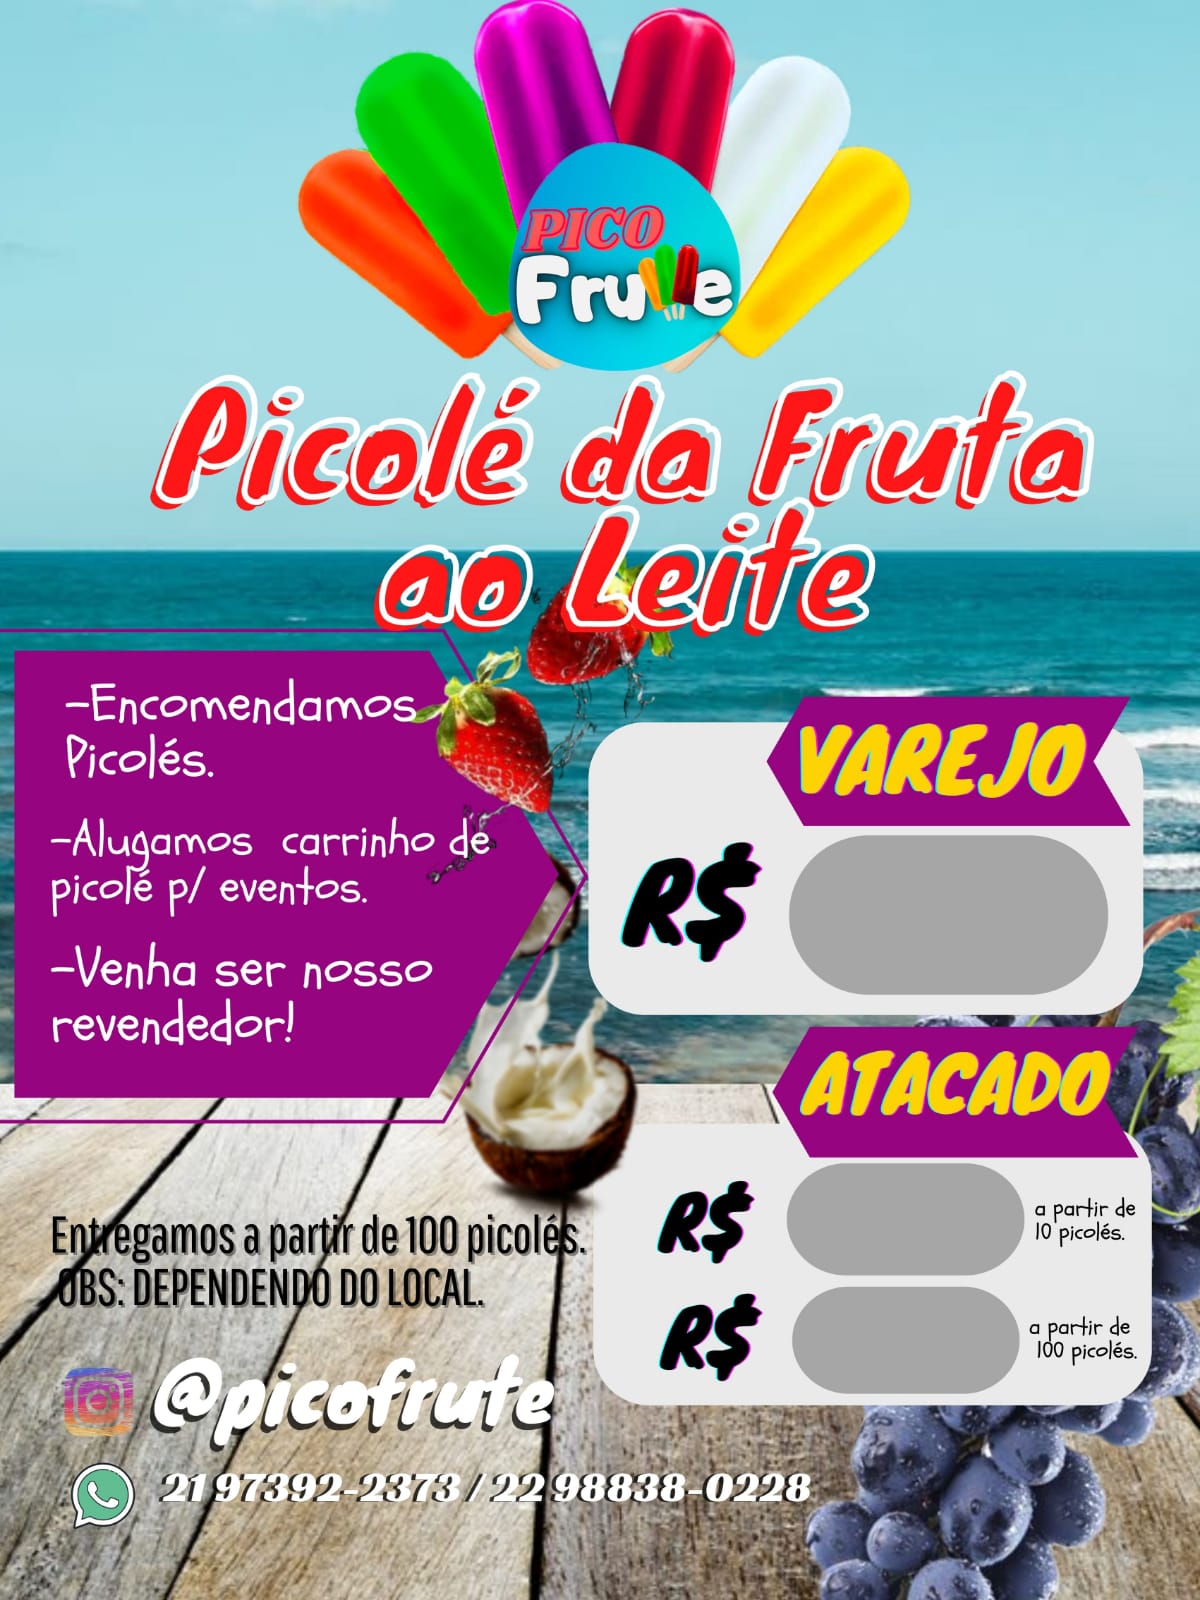 PICO
Frutte
Picolé da Fruta
ao Leite
-Encomendamos
Picolés.
-Alugamos carrinho de
picolé p/ eventos.
-Venha ser nosso
revendedor!
VAREJO
R$
ATACADO
R$
a partir de
10 picolés.
R$
a partir de
100 picolés.
Entregamos a partir de 100 picolés.
OBS: DEPENDENDO DO LOCAL.
@picofrute
21 97392-2373 / 22 98838-0228